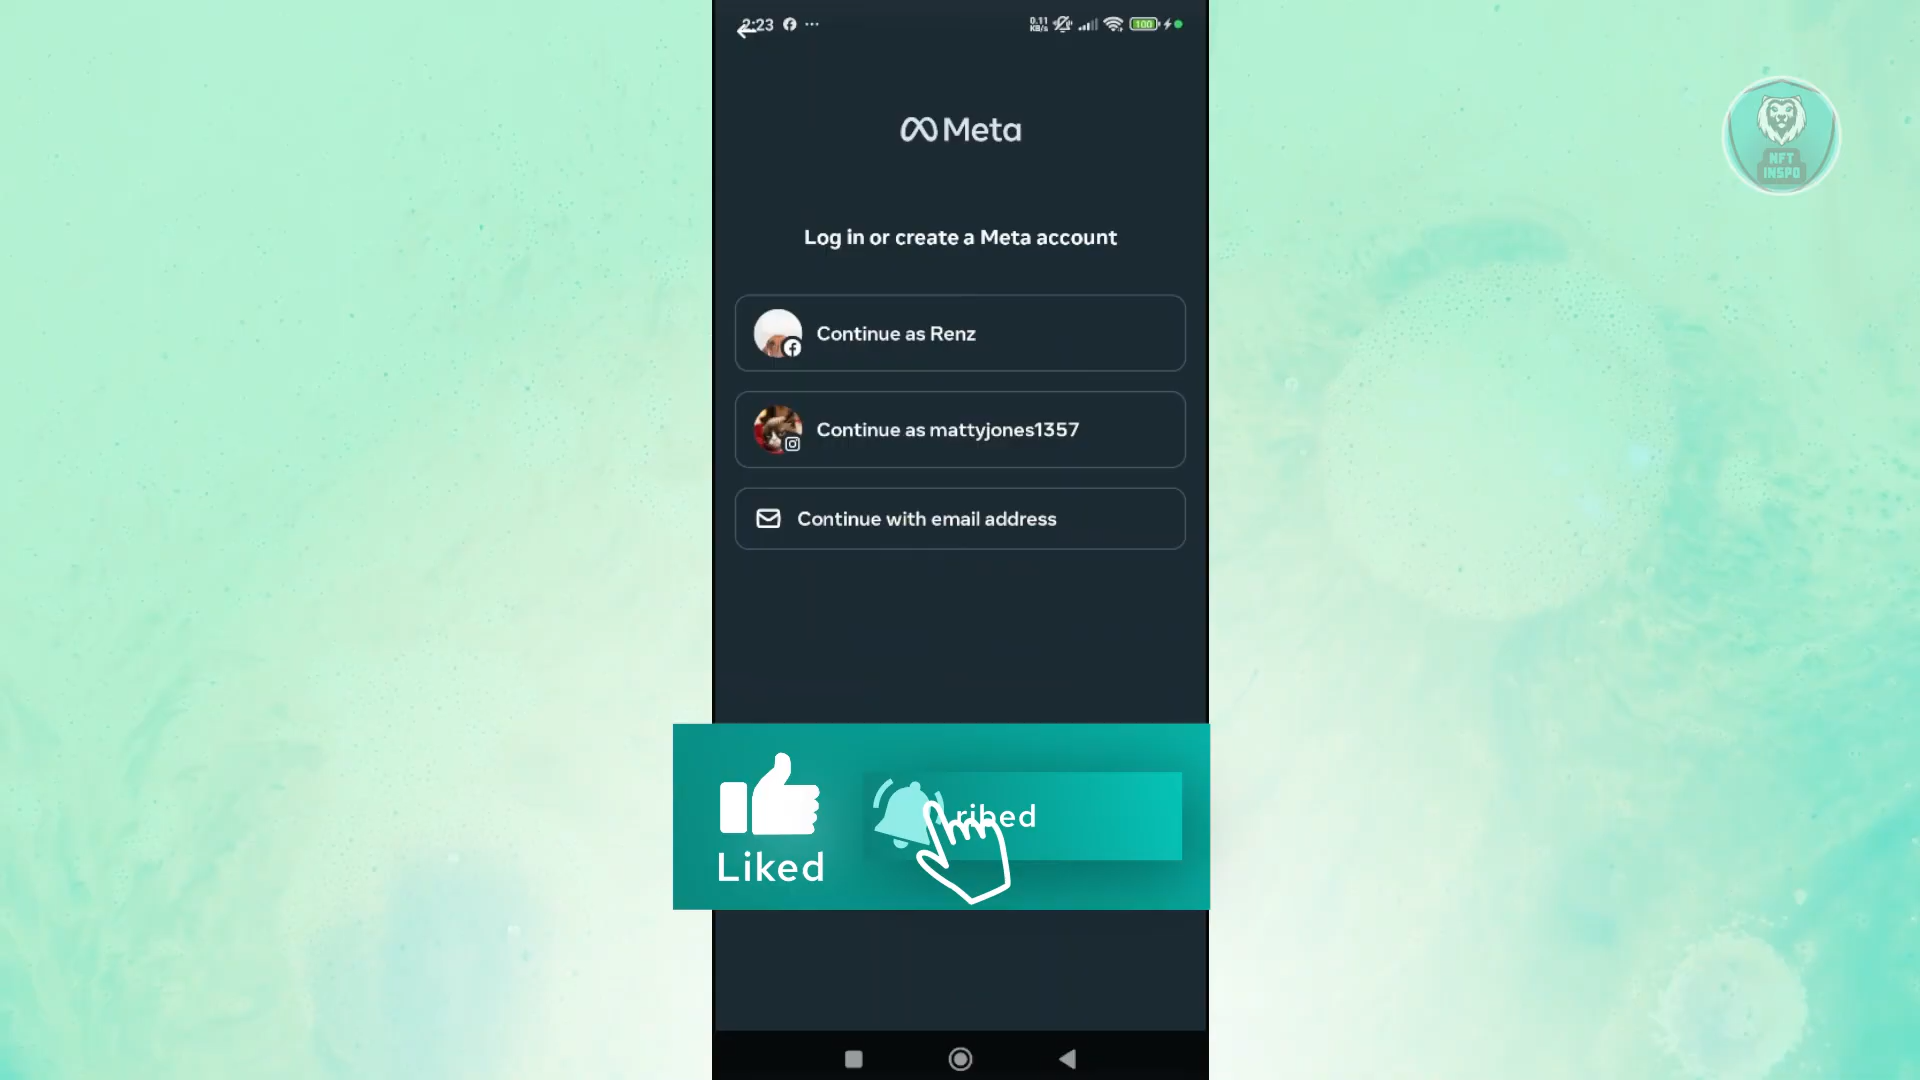 2:23
0.11
KB/s
100
Meta
NFT
INSPO
Log in or create a Meta account
Continue as Renz
Continue as mattyjones1357
Continue with email address
ribed
Liked